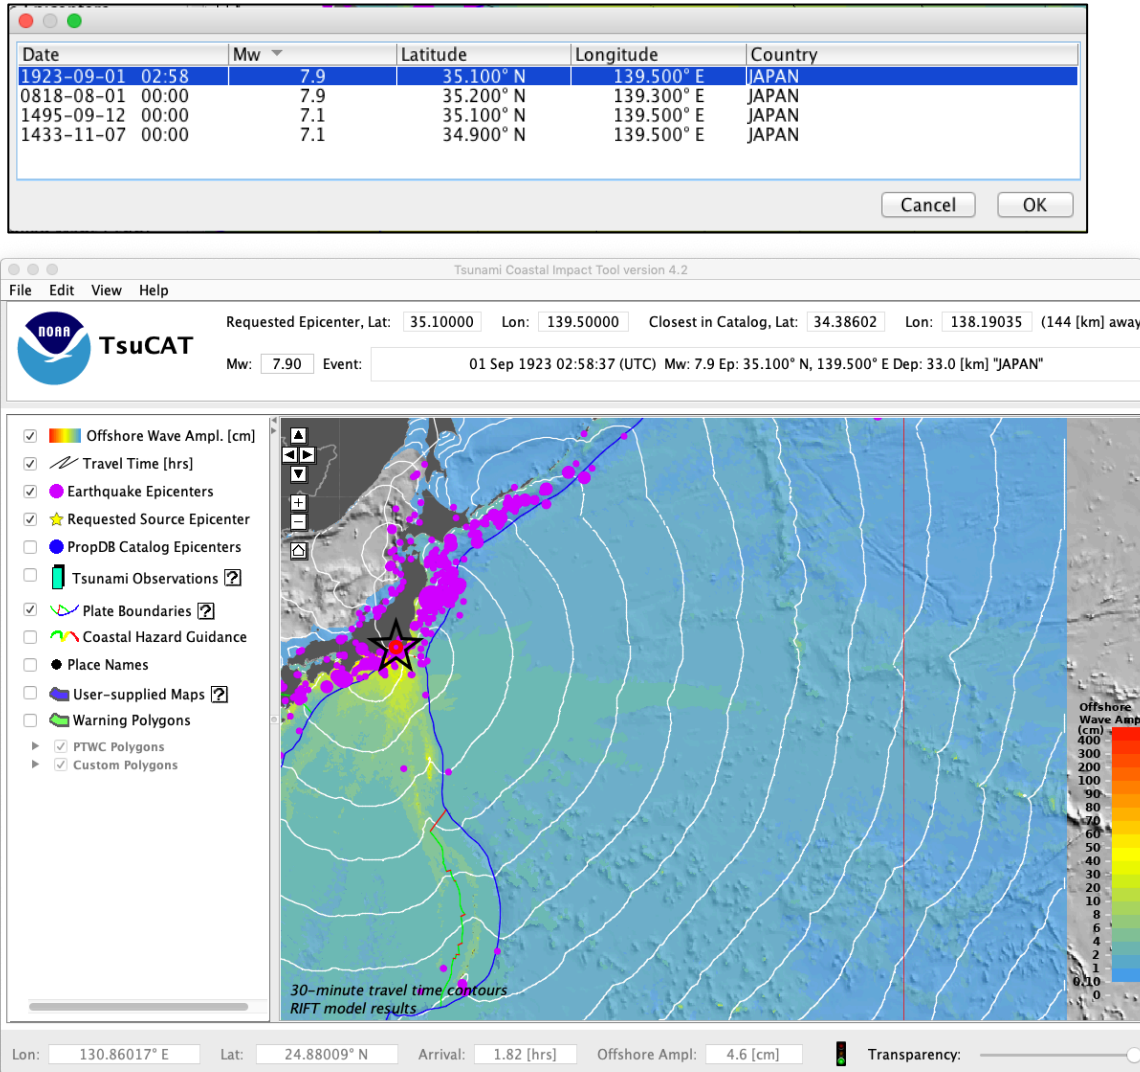 Date Mw Latitude Longitude Country
1923-09-01 02:58 7.9 35.100° N 139.500° E JAPAN
0818-08-01 00:00 7.9 35.200° N 139.300° E JAPAN
1495-09-12 00:00 7.1 35.100° N 139.500° E JAPAN
1433-11-07 00:00 7.1 34.900° N 139.500° E JAPAN
Cancel OK
Tsunami Coastal Impact Tool version 4.2
File Edit View Help
NOAA
TsuCAT
Requested Epicenter, Lat: 35.10000 Lon: 139.50000 Closest in Catalog, Lat: 34.38602 Lon: 138.19035 (144 [km] away
Mw: 7.90 Event: 01 Sep 1923 02:58:37 (UTC) Mw: 7.9 Ep: 35.100° N, 139.500° E Dep: 33.0 [km] "JAPAN"
Offshore Wave Ampl. [cm]
Travel Time [hrs]
Earthquake Epicenters
Requested Source Epicenter
PropDB Catalog Epicenters
Tsunami Observations ?
Plate Boundaries ?
Coastal Hazard Guidance
Place Names
User-supplied Maps ?
Warning Polygons
PTWC Polygons
Custom Polygons
Offshore
Wave Amp
(cm)
400
300
200
100
90
80
70
60
50
40
30
20
10
8
6
4
2
1
0.10
0
30-minute travel time contours
RIFT model results
Lon: 130.86017° E Lat: 24.88009° N Arrival: 1.82 [hrs] Offshore Ampl: 4.6 [cm] Transparency: